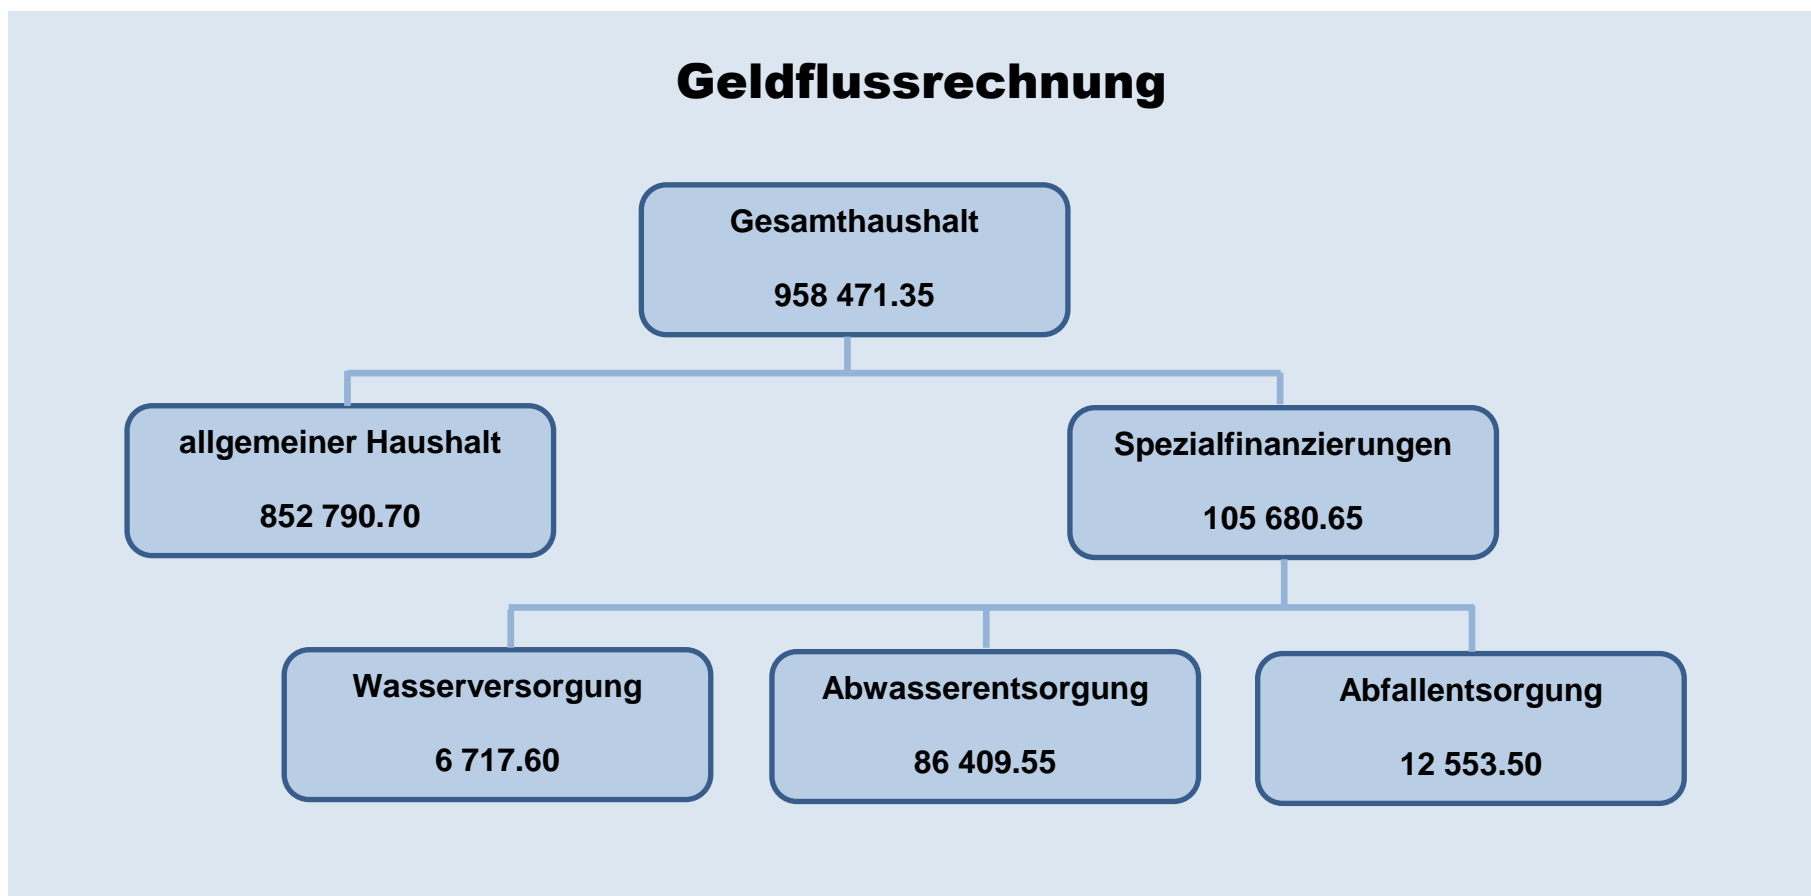 Geldflussrechnung
Gesamthaushalt
958 471.35
allgemeiner Haushalt
852 790.70
Spezialfinanzierungen
105 680.65
Wasserversorgung
6 717.60
Abwasserentsorgung
86 409.55
Abfallentsorgung
12 553.50